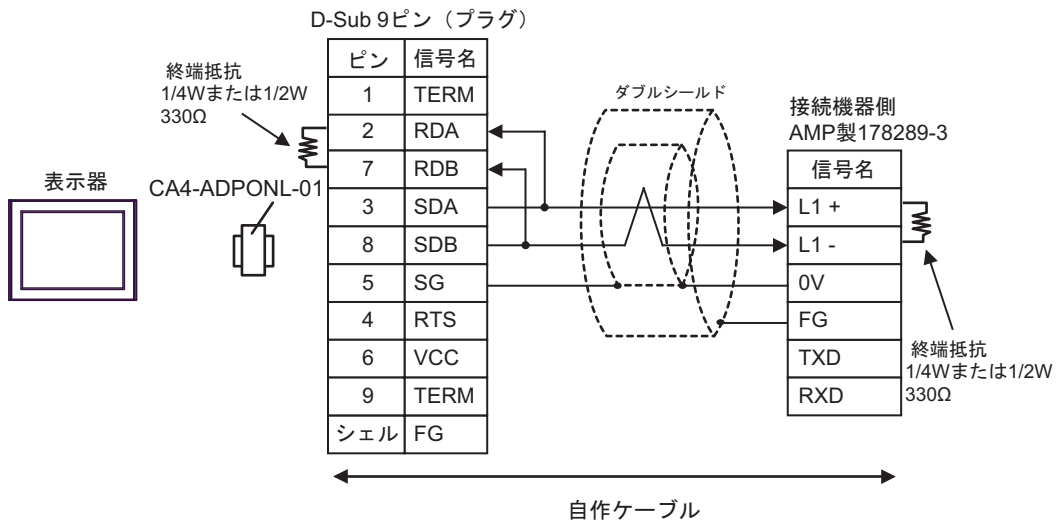 D-Sub 9ピン（プラグ）
ピン 信号名
1 TERM
2 RDA
7 RDB
3 SDA
8 SDB
5 SG
4 RTS
6 VCC
9 TERM
シェル FG
終端抵抗
1/4Wまたは1/2W
330Ω
表示器
CA4-ADPONL-01
ダブルシールド
接続機器側
AMP製178289-3
信号名
L1 +
L1 -
0V
FG
TXD
RXD
終端抵抗
1/4Wまたは1/2W
330Ω
自作ケーブル